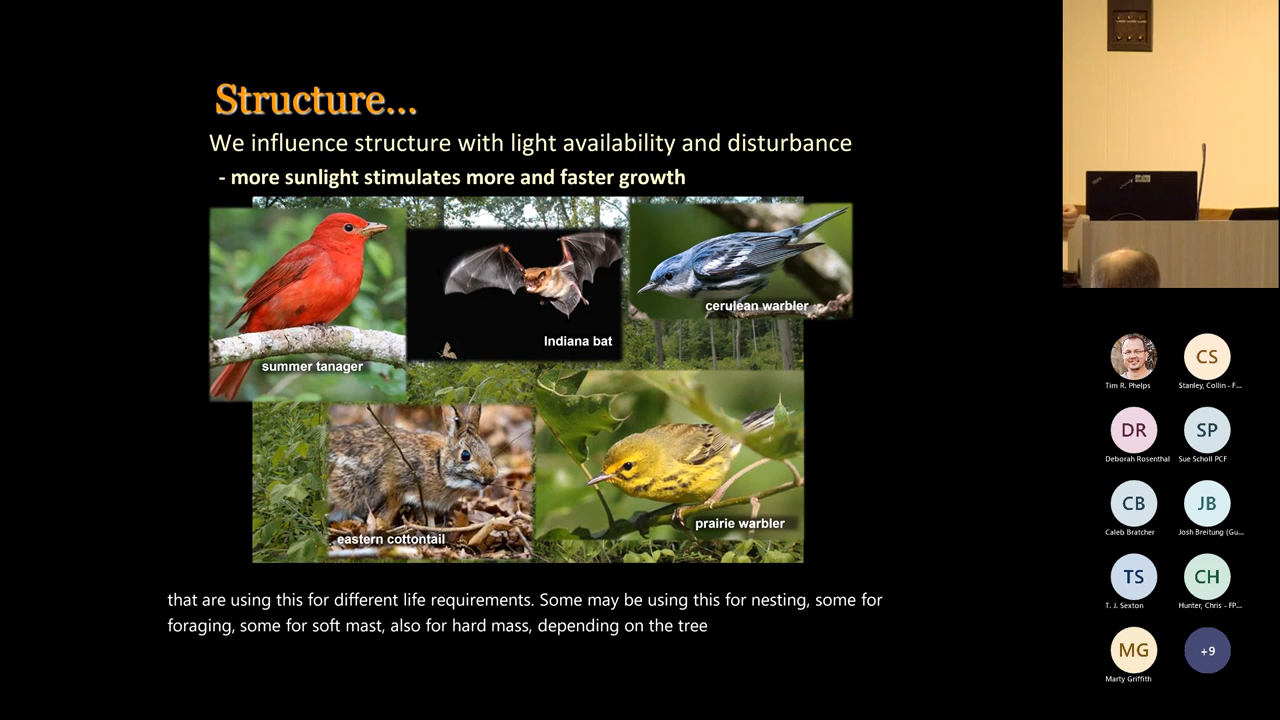 Structure...
We influence structure with light availability and disturbance
- more sunlight stimulates more and faster growth
summer tanager
Indiana bat
cerulean warbler
eastern cottontail
prairie warbler
that are using this for different life requirements. Some may be using this for nesting, some for
foraging, some for soft mast, also for hard mass, depending on the tree
Tim R. Phelps
CS
Stanley, Collin - F...
DR
Deborah Rosenthal
SP
Sue Scholl PCF
CB
Caleb Bratcher
JB
Josh Breitung (Gu...
TS
T. J. Sexton
CH
Hunter, Chris - FP...
MG
Marty Griffith
+9